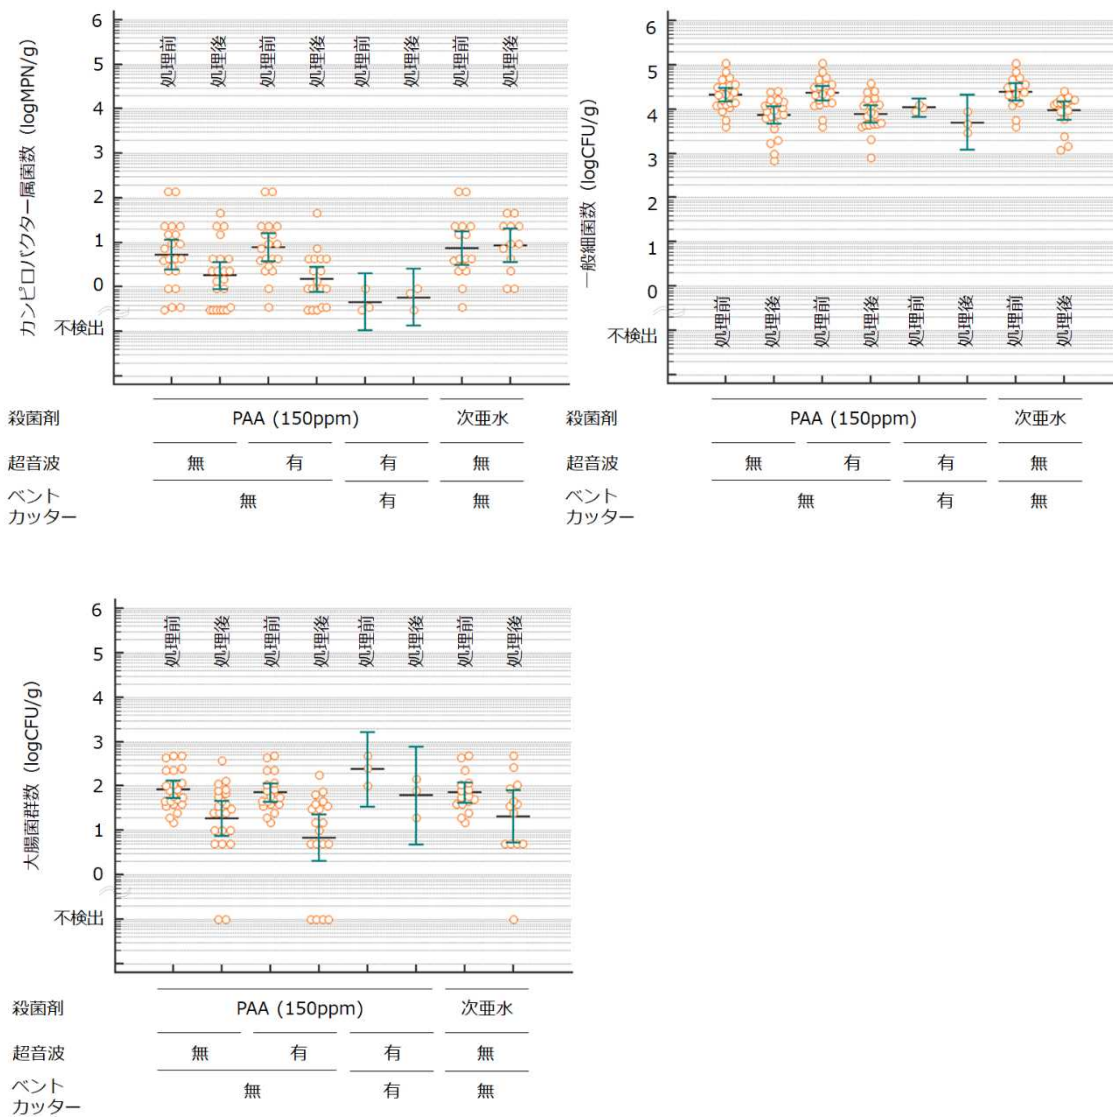 カンピロバクター属菌数 (logMPN/g)
6
5
4
3
2
1
0
不検出
処理前 処理後 処理前 処理後 処理前 処理後 処理前 処理後
殺菌剤 PAA (150ppm) 次亜水
超音波 無 有 有 無
ベント
カッター 無 有 無
一般細菌数 (logCFU/g)
6
5
4
3
2
1
0
不検出
処理前 処理後 処理前 処理後 処理前 処理後 処理前 処理後
殺菌剤 PAA (150ppm) 次亜水
超音波 無 有 有 無
ベント
カッター 無 有 無
大腸菌群数 (logCFU/g)
6
5
4
3
2
1
0
不検出
処理前 処理後 処理前 処理後 処理前 処理後 処理前 処理後
殺菌剤 PAA (150ppm) 次亜水
超音波 無 有 有 無
ベント
カッター 無 有 無